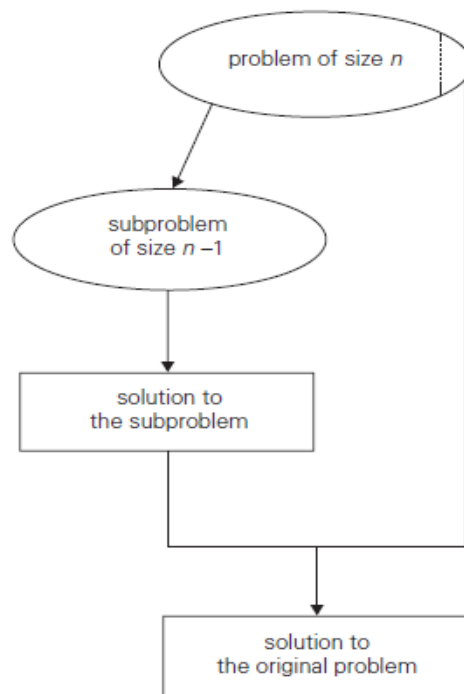 problem of size n
subproblem
of size n –1
solution to
the subproblem
solution to
the original problem